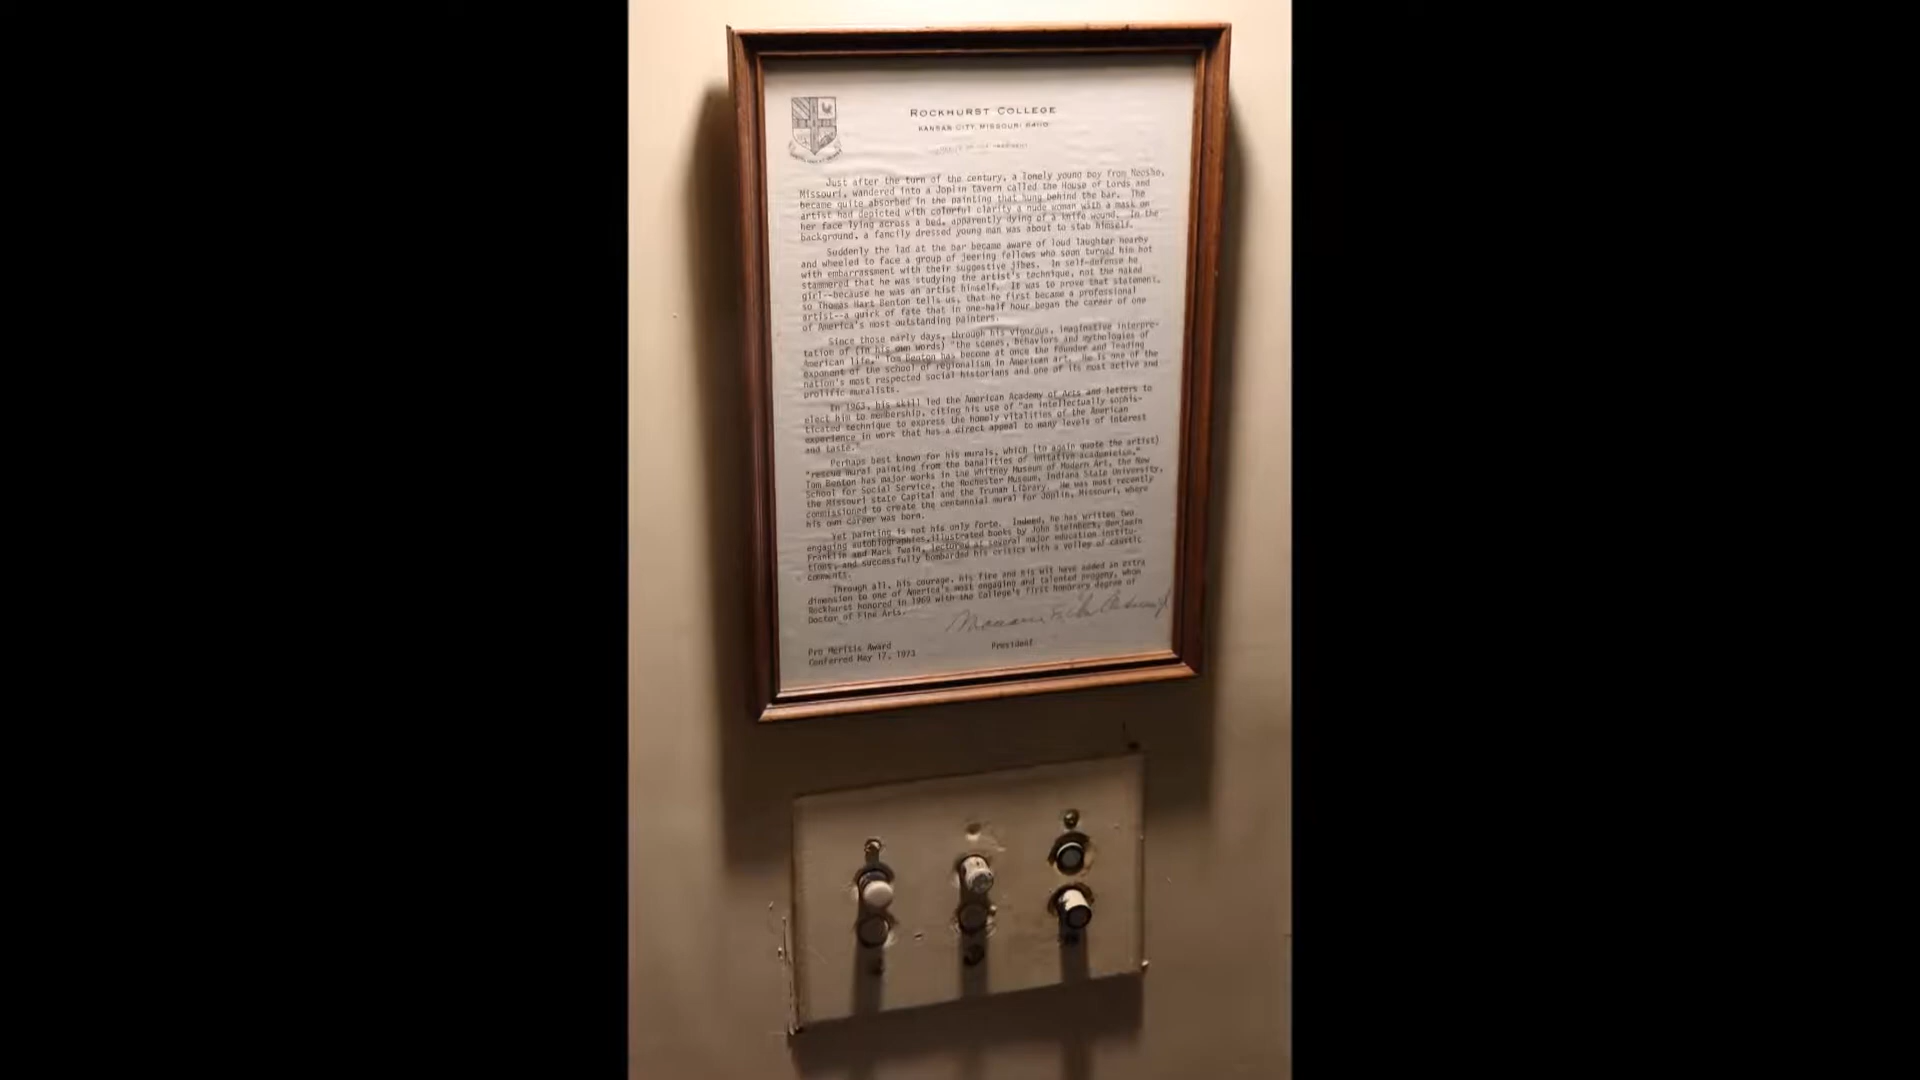 ROCKHURST COLLEGE
KANSAS CITY, MISSOURI 64110
OFFICE OF THE PRESIDENT
Just after the turn of the century, a lonely young boy from Neosho,
Missouri, wandered into a Joplin tavern called the House of Lords and
became quite absorbed in the painting that hung behind the bar. The
artist had depicted with colorful clarity a nude woman with a mask on
her face lying across a bed, apparently dying of a knife wound. In the
background, a fancily dressed young man was about to stab himself.
Suddenly the lad at the bar became aware of loud laughter nearby
and wheeled to face a group of jeering fellows who soon turned him hot
with embarrassment with their suggestive jibes. In self-defense he
stammered that he was studying the artist's technique, not the naked
girl--because he was an artist himself. It was to prove that statement,
so Thomas Hart Benton tells us, that he first became a professional
artist--a quirk of fate that in one-half hour began the career of one
of America's most outstanding painters.
Since those early days, through his vigorous, imaginative interpre-
tation of (in his own words) "the scenes, behaviors and mythologies of
American life," Tom Benton has become at once the founder and leading
exponent of the school of regionalism in American art. He is one of the
nation's most respected social historians and one of its most active and
prolific muralists.
In 1963, his skill led the American Academy of Arts and letters to
elect him to membership, citing his use of "an intellectually sophis-
ticated technique to express the homely vitalities of the American
experience in work that has a direct appeal to many levels of interest
and taste."
Perhaps best known for his murals, which (to again quote the artist)
"rescue mural painting from the banalities of imitative academicism,"
Tom Benton has major works in the Whitney Museum of Modern Art, the New
School for Social Service, the Rochester Museum, Indiana State University,
the Missouri state Capital and the Truman Library. He was most recently
commissioned to create the centennial mural for Joplin, Missouri, where
his own career was born.
Yet painting is not his only forte. Indeed, he has written two
engaging autobiographies, illustrated books by John Steinbeck, Benjamin
Franklin and Mark Twain, lectured at several major education institu-
tions, and successfully bombarded his critics with a volley of caustic
comments.
Through all, his courage, his fire and his wit have added an extra
dimension to one of America's most engaging and talented progeny, whom
Rockhurst honored in 1969 with the College's first honorary degree of
Doctor of Fine Arts.
Pro Meritis Award
President
Conferred May 17, 1973